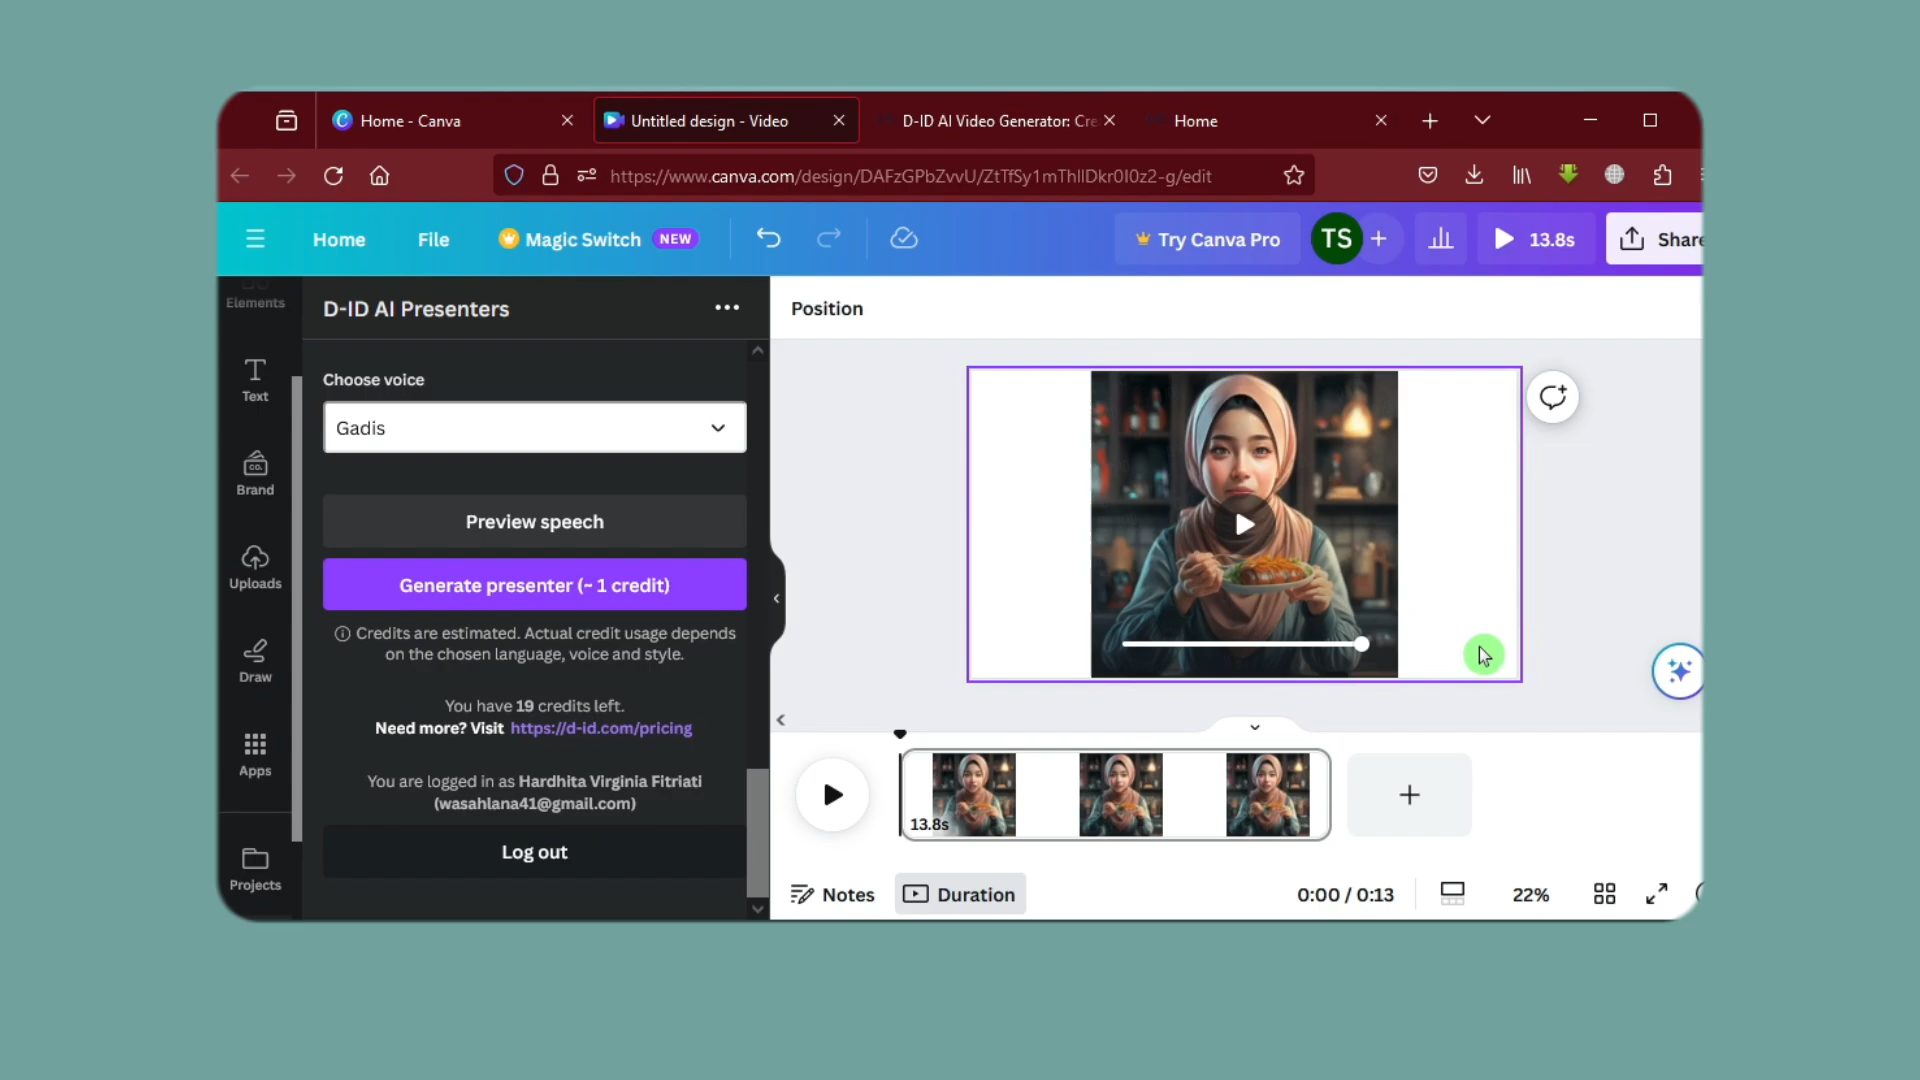 Home - Canva
Untitled design - Video
D-ID AI Video Generator: Cre
Home
https://www.canva.com/design/DAFzGPbZvvU/ZtTfSy1mThllDkr0I0z2-g/edit
Home
File
Magic Switch NEW
Try Canva Pro
TS
13.8s
Share
Elements
Text
CO.
Brand
Uploads
Draw
Apps
Projects
D-ID AI Presenters
Choose voice
Gadis
Preview speech
Generate presenter (~ 1 credit)
Credits are estimated. Actual credit usage depends
on the chosen language, voice and style.
You have 19 credits left.
Need more? Visit https://d-id.com/pricing
You are logged in as Hardhita Virginia Fitriati
(wasahlana41@gmail.com)
Log out
Position
13.8s
Notes
Duration
0:00 / 0:13
22%